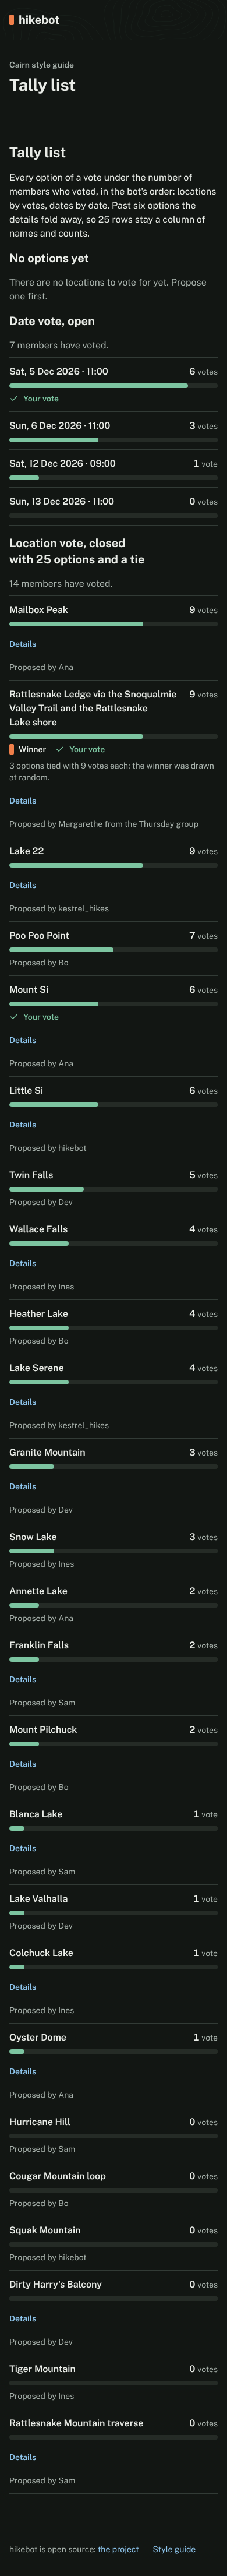 hikebot
Cairn style guide
Tally list
Tally list
Every option of a vote under the number of
members who voted, in the bot's order: locations
by votes, dates by date. Past six options the
details fold away, so 25 rows stay a column of
names and counts.
No options yet
There are no locations to vote for yet. Propose
one first.
Date vote, open
7 members have voted.
Sat, 5 Dec 2026 · 11:00 6 votes
Your vote
Sun, 6 Dec 2026 · 11:00 3 votes
Sat, 12 Dec 2026 · 09:00 1 vote
Sun, 13 Dec 2026 · 11:00 0 votes
Location vote, closed
with 25 options and a tie
14 members have voted.
Mailbox Peak 9 votes
Details
Proposed by Ana
Rattlesnake Ledge via the Snoqualmie 9 votes
Valley Trail and the Rattlesnake
Lake shore
Winner Your vote
3 options tied with 9 votes each; the winner was drawn
at random.
Details
Proposed by Margarethe from the Thursday group
Lake 22 9 votes
Details
Proposed by kestrel_hikes
Poo Poo Point 7 votes
Proposed by Bo
Mount Si 6 votes
Your vote
Details
Proposed by Ana
Little Si 6 votes
Details
Proposed by hikebot
Twin Falls 5 votes
Proposed by Dev
Wallace Falls 4 votes
Details
Proposed by Ines
Heather Lake 4 votes
Proposed by Bo
Lake Serene 4 votes
Details
Proposed by kestrel_hikes
Granite Mountain 3 votes
Details
Proposed by Dev
Snow Lake 3 votes
Proposed by Ines
Annette Lake 2 votes
Proposed by Ana
Franklin Falls 2 votes
Details
Proposed by Sam
Mount Pilchuck 2 votes
Details
Proposed by Bo
Blanca Lake 1 vote
Details
Proposed by Sam
Lake Valhalla 1 vote
Proposed by Dev
Colchuck Lake 1 vote
Details
Proposed by Ines
Oyster Dome 1 vote
Details
Proposed by Ana
Hurricane Hill 0 votes
Proposed by Sam
Cougar Mountain loop 0 votes
Proposed by Bo
Squak Mountain 0 votes
Proposed by hikebot
Dirty Harry's Balcony 0 votes
Details
Proposed by Dev
Tiger Mountain 0 votes
Proposed by Ines
Rattlesnake Mountain traverse 0 votes
Details
Proposed by Sam
hikebot is open source: the project Style guide